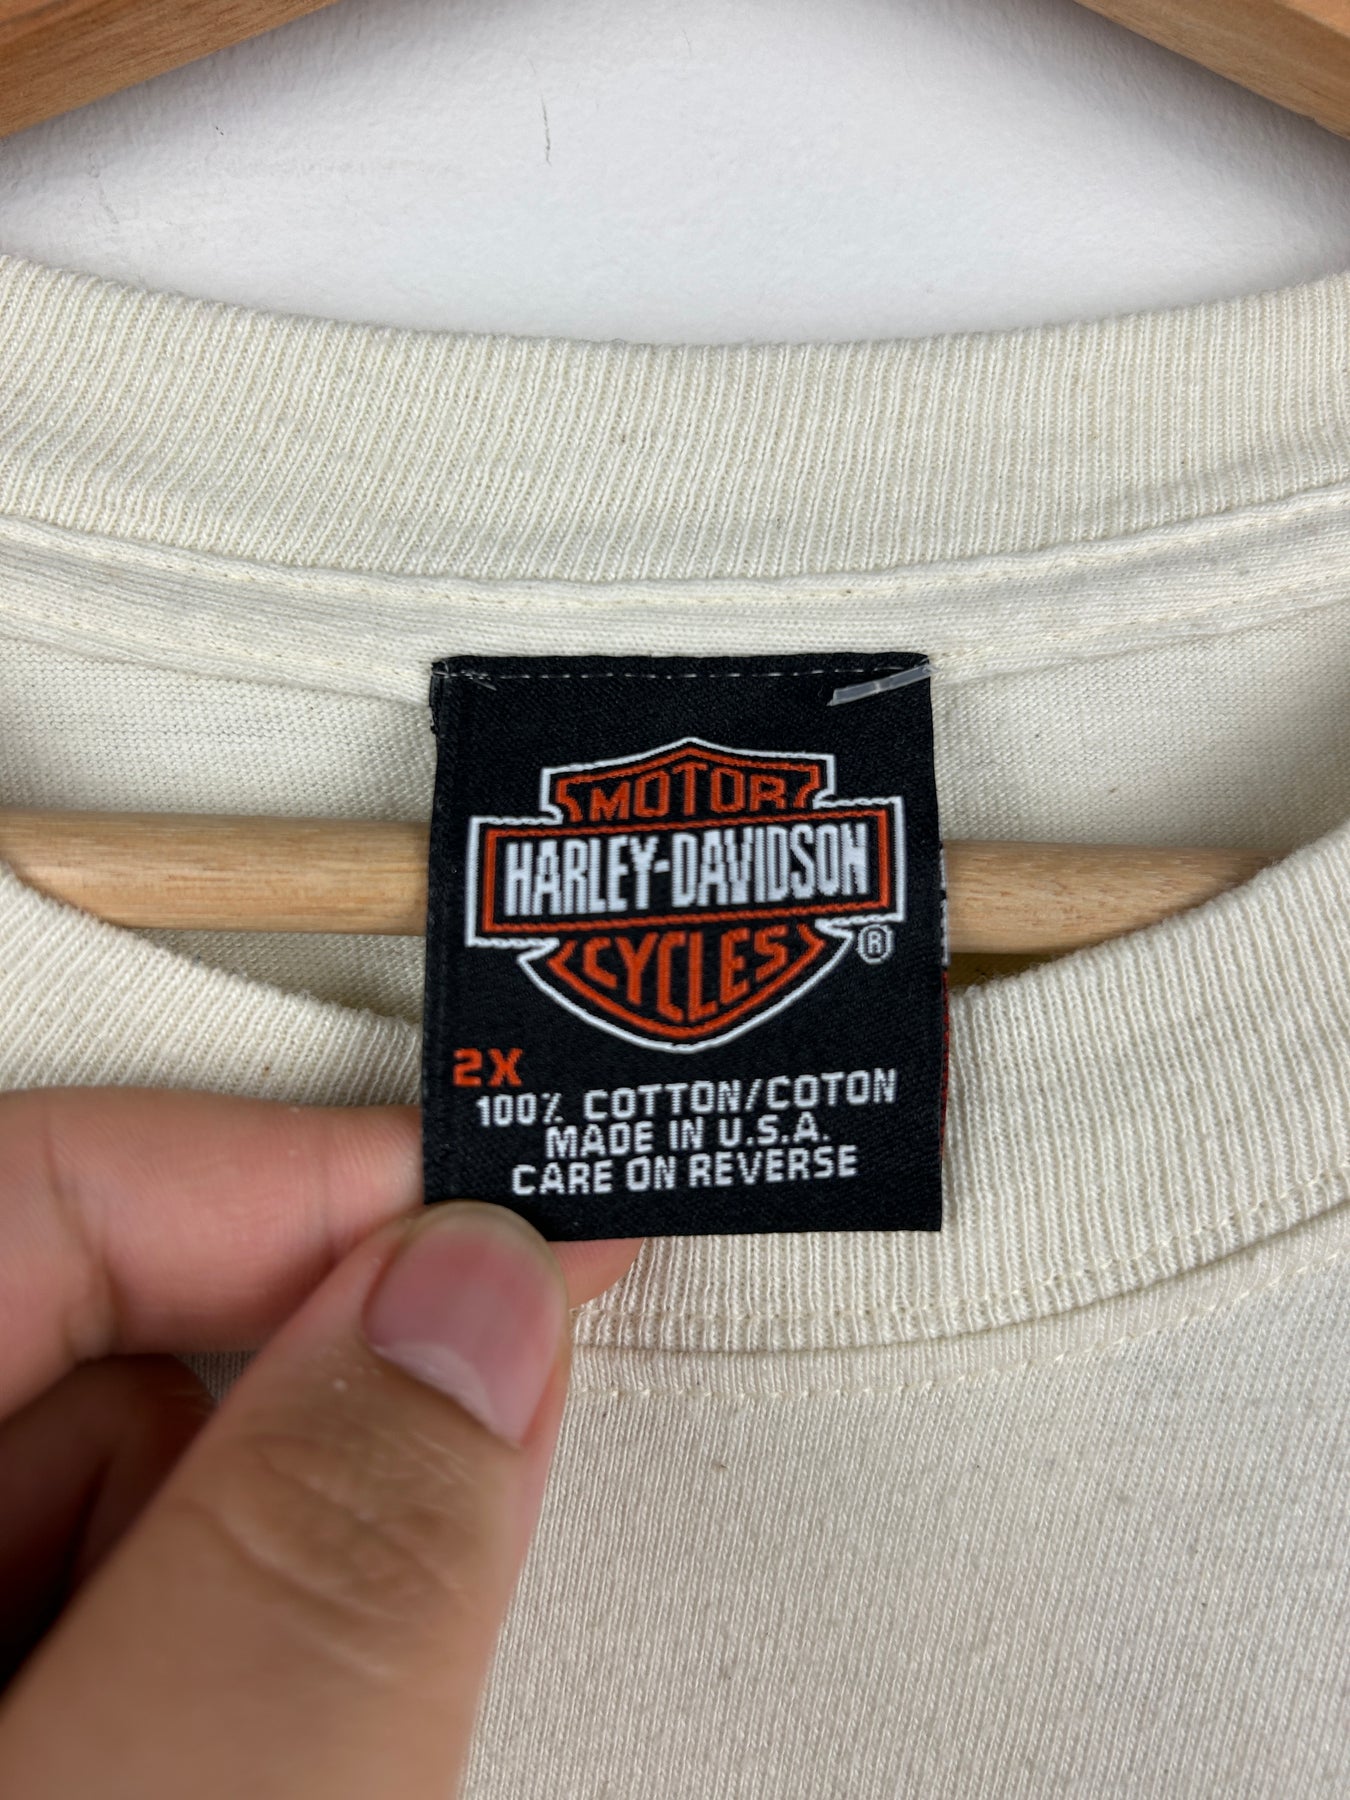 MOTOR
HARLEY-DAVIDSON
CYCLES
®
2X
100% COTTON/COTON
MADE IN U.S.A.
CARE ON REVERSE